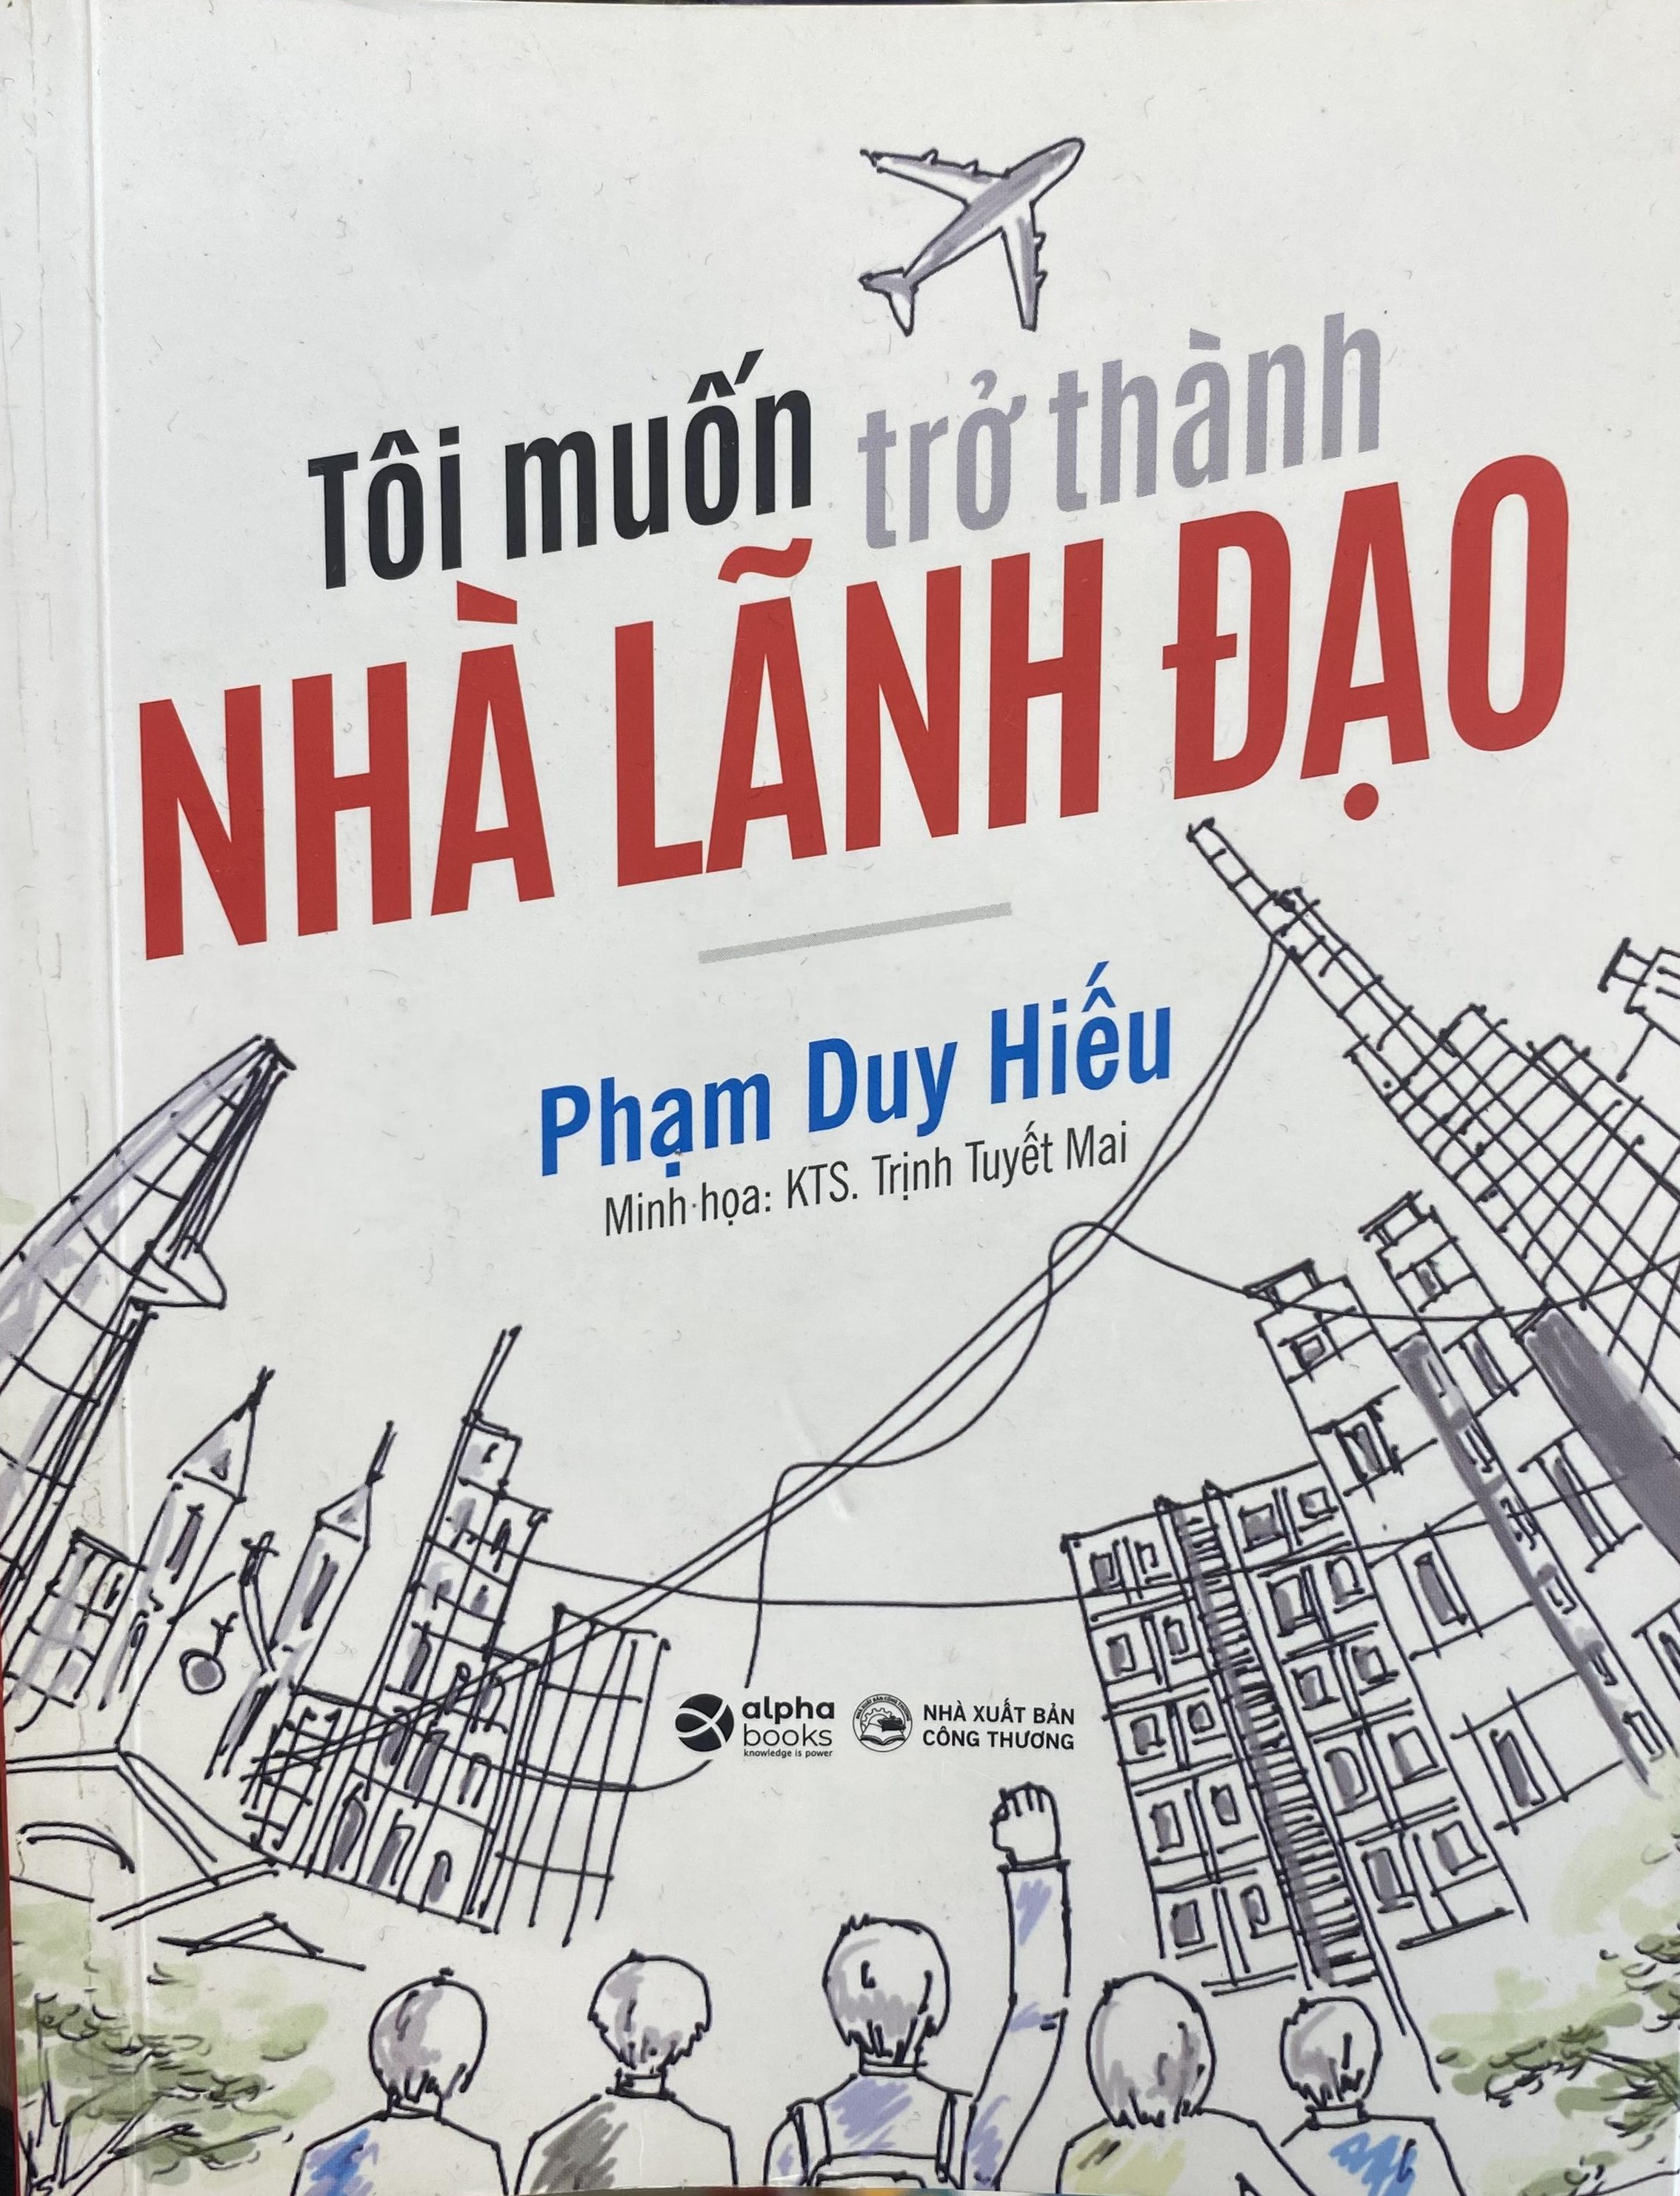 Tôi muốn trở thành
NHÀ LÃNH ĐẠO
Phạm Duy Hiếu
Minh họa: KTS. Trịnh Tuyết Mai
alpha
books
knowledge is power
NHÀ XUẤT BẢN
CÔNG THƯƠNG